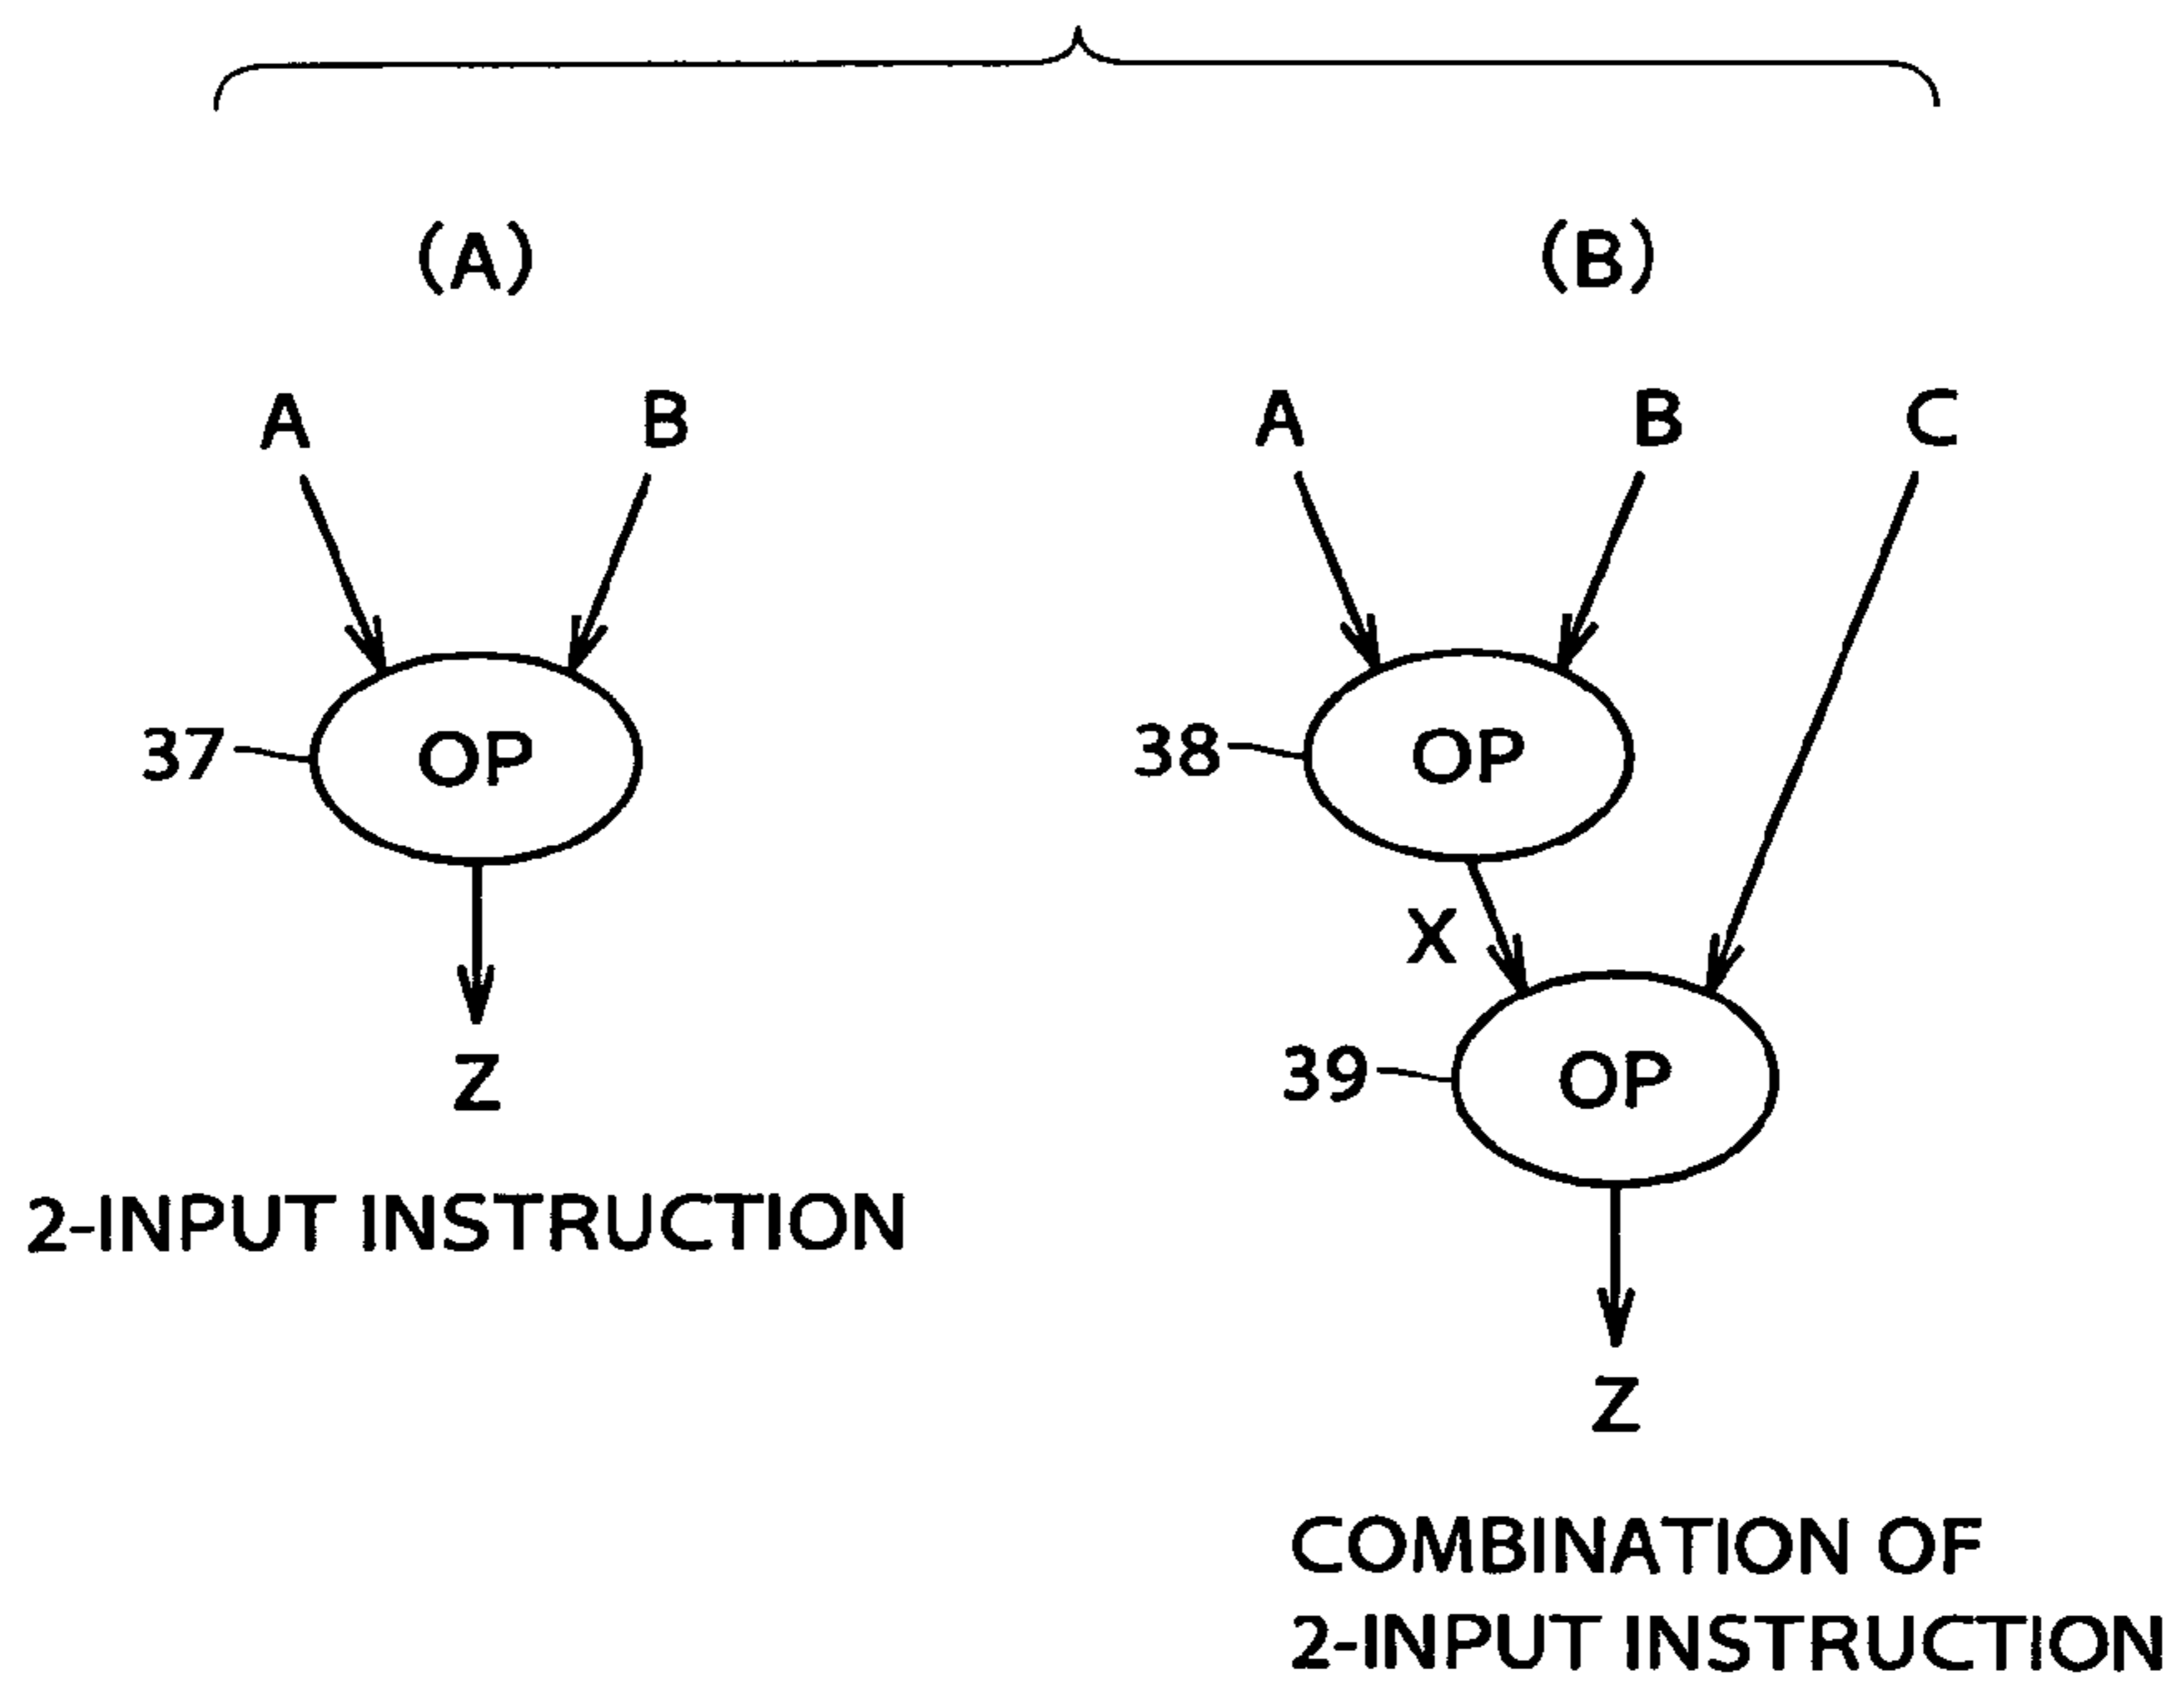 (A)
A B
37 OP
Z
2-INPUT INSTRUCTION
(B)
A B C
38 OP
X
39 OP
Z
COMBINATION OF
2-INPUT INSTRUCTION